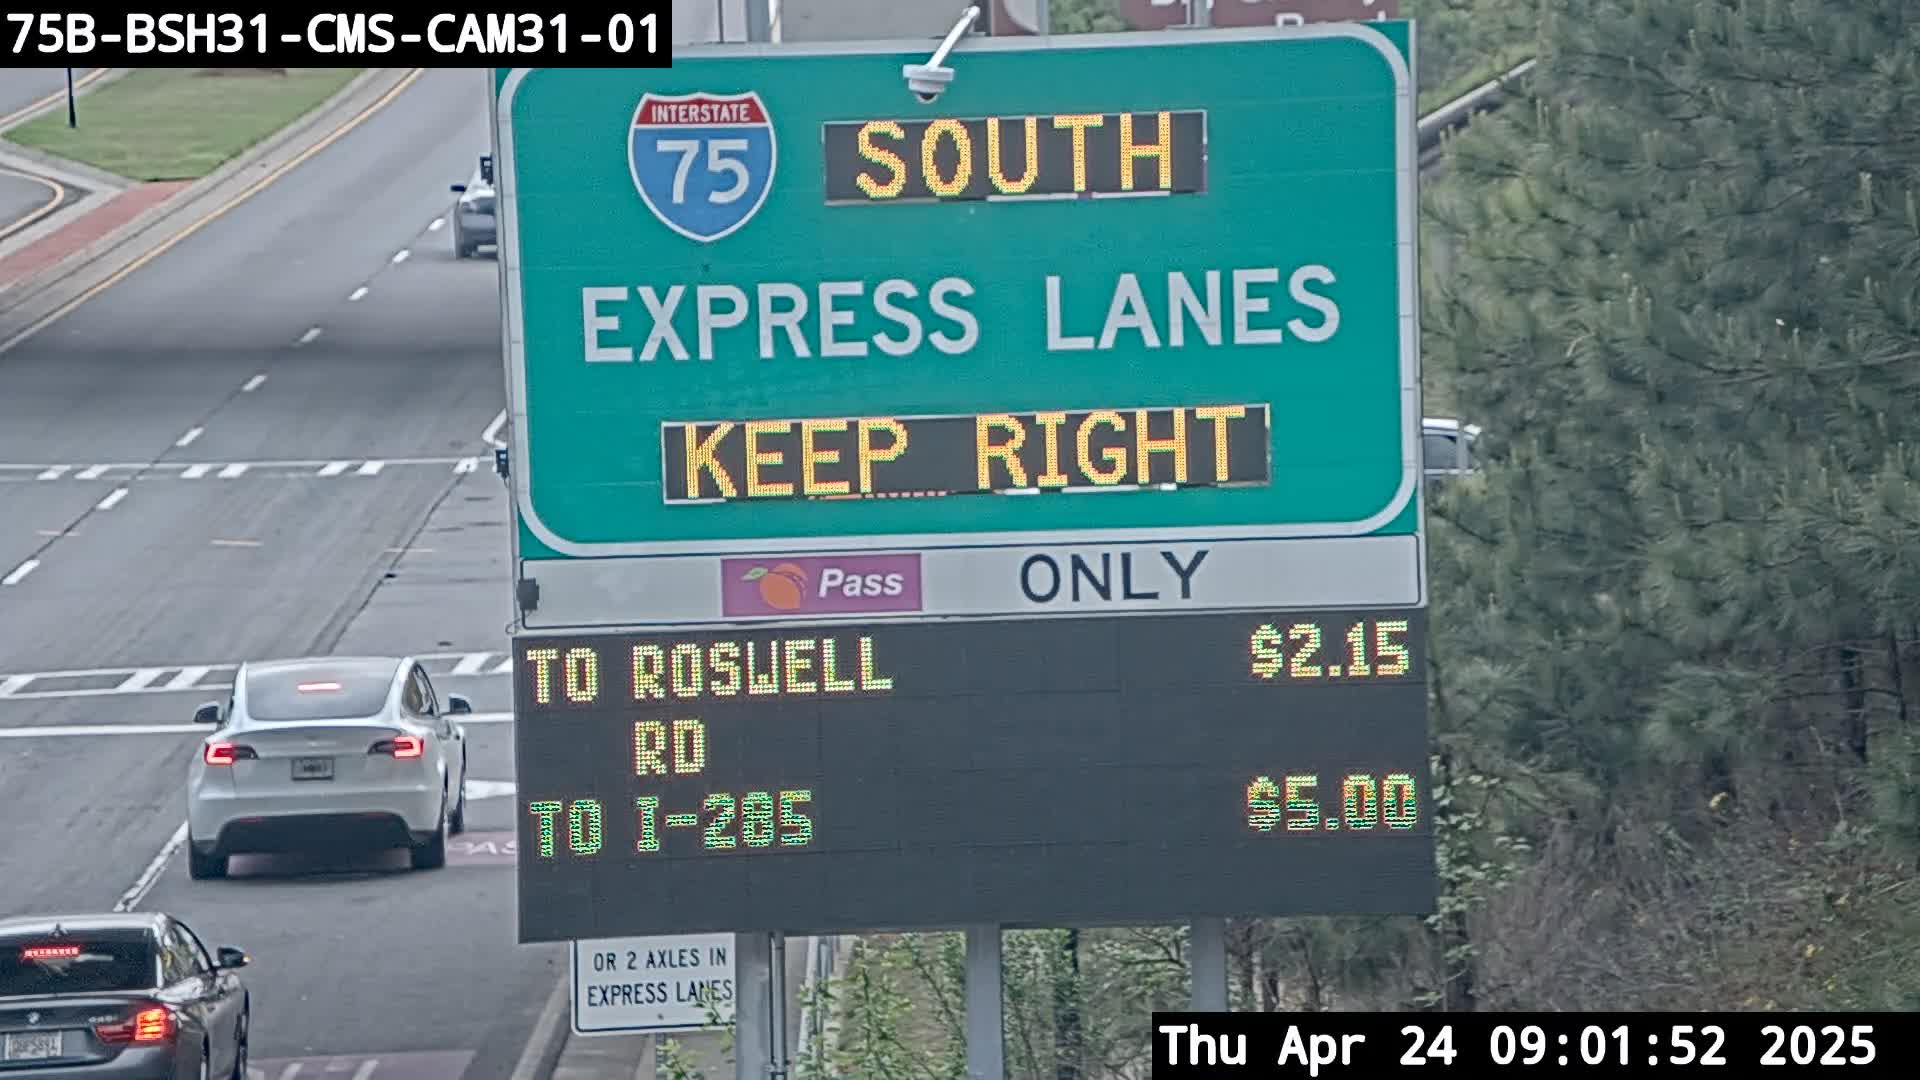 75B-BSH31-CMS-CAM31-01
INTERSTATE
75
SOUTH
EXPRESS LANES
KEEP RIGHT
Pass ONLY
TO ROSWELL $2.15
RD
TO I-285 $5.00
OR 2 AXLES IN
EXPRESS LANES
Thu Apr 24 09:01:52 2025